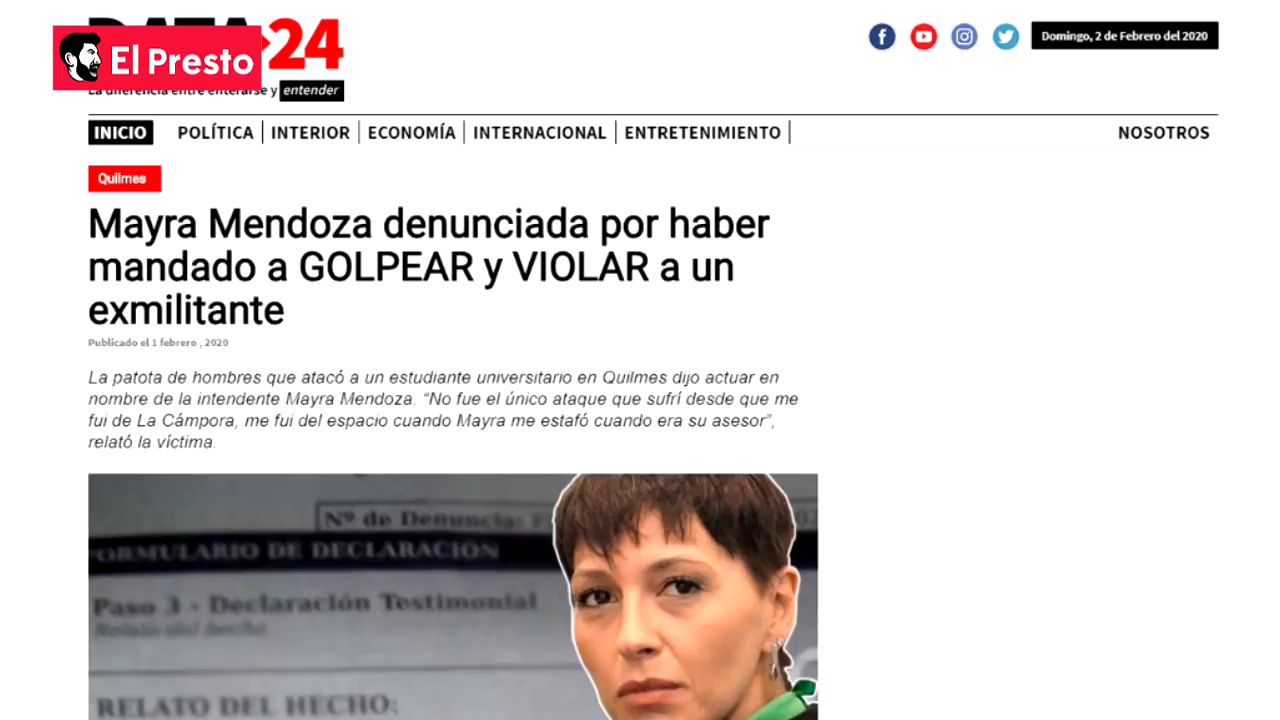 24
El Presto
y entender
Domingo, 2 de Febrero del 2020
INICIO POLÍTICA INTERIOR ECONOMÍA INTERNACIONAL ENTRETENIMIENTO NOSOTROS
Quilmes
Mayra Mendoza denunciada por haber
mandado a GOLPEAR y VIOLAR a un
exmilitante
Publicado el 1 febrero , 2020
La patota de hombres que atacó a un estudiante universitario en Quilmes dijo actuar en
nombre de la intendente Mayra Mendoza. “No fue el único ataque que sufrí desde que me
fui de La Cámpora, me fui del espacio cuando Mayra me estafó cuando era su asesor”,
relató la víctima.
Nº de Denuncia:
FORMULARIO DE DECLARACIÓN
Paso 3 - Declaración Testimonial
Relato del hecho
RELATO DEL HECHO: